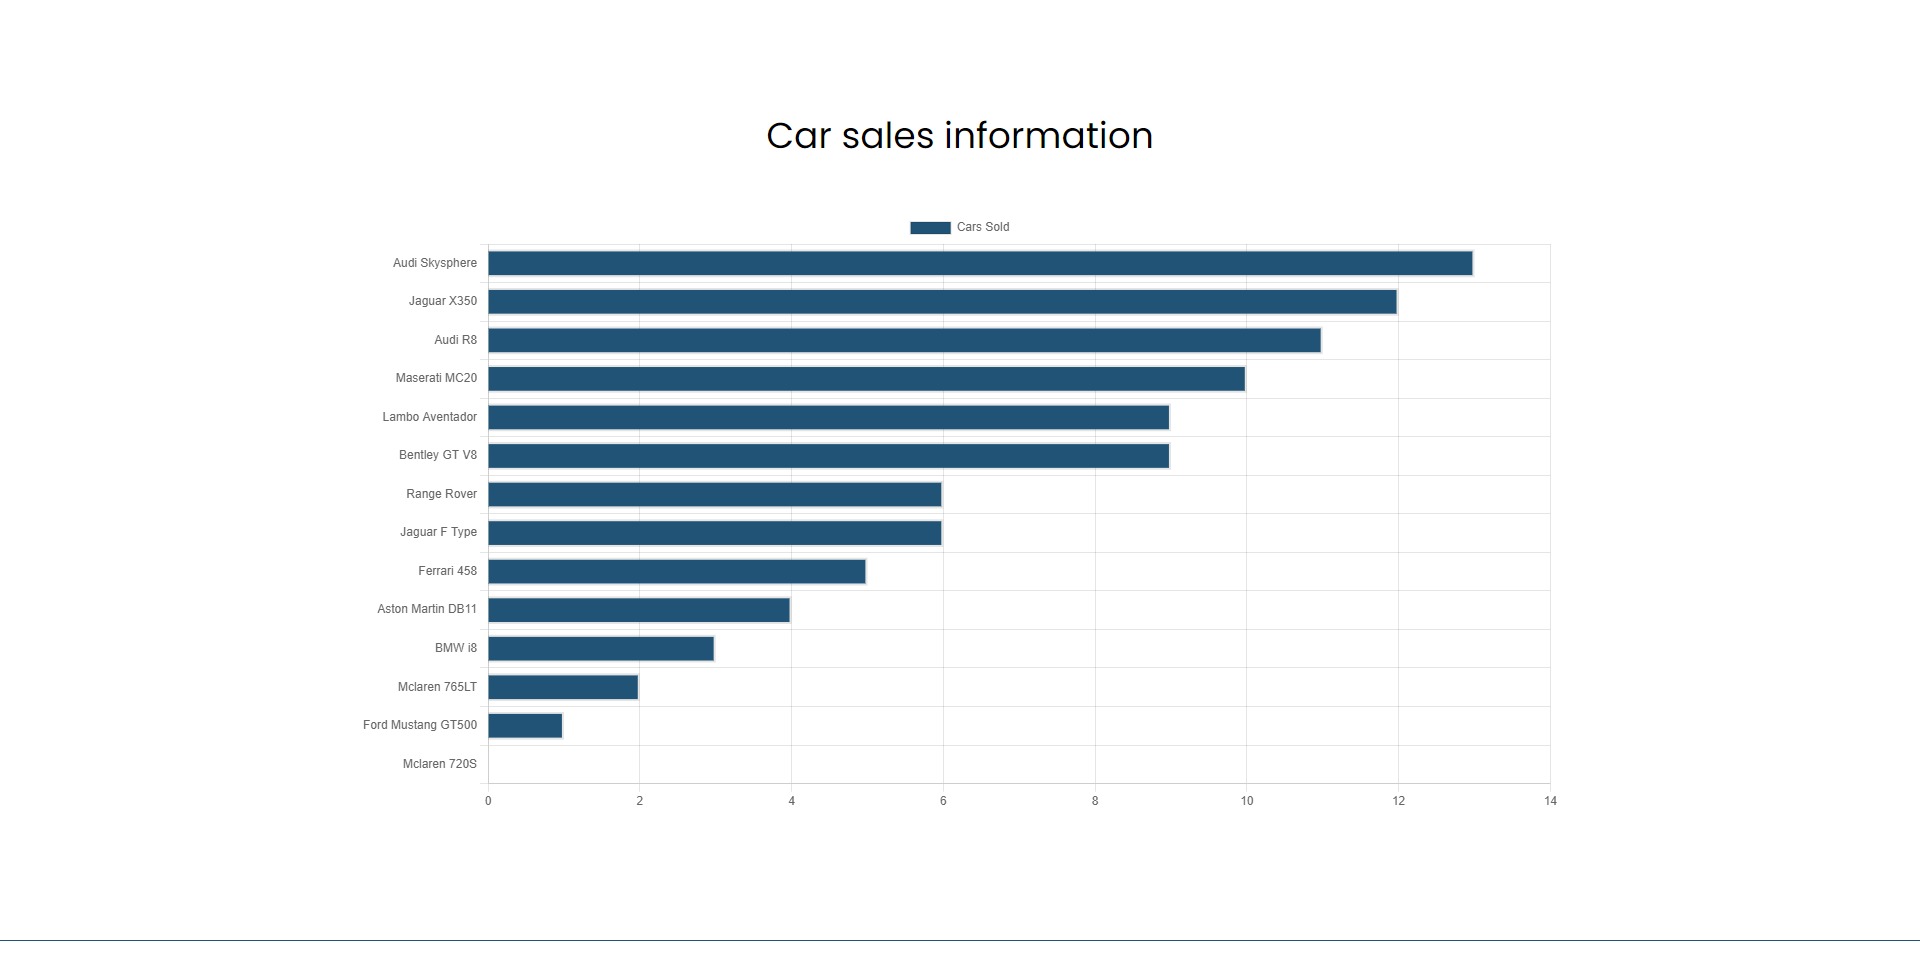 Car sales information
Cars Sold
Audi Skysphere
Jaguar X350
Audi R8
Maserati MC20
Lambo Aventador
Bentley GT V8
Range Rover
Jaguar F Type
Ferrari 458
Aston Martin DB11
BMW i8
Mclaren 765LT
Ford Mustang GT500
Mclaren 720S
0 2 4 6 8 10 12 14